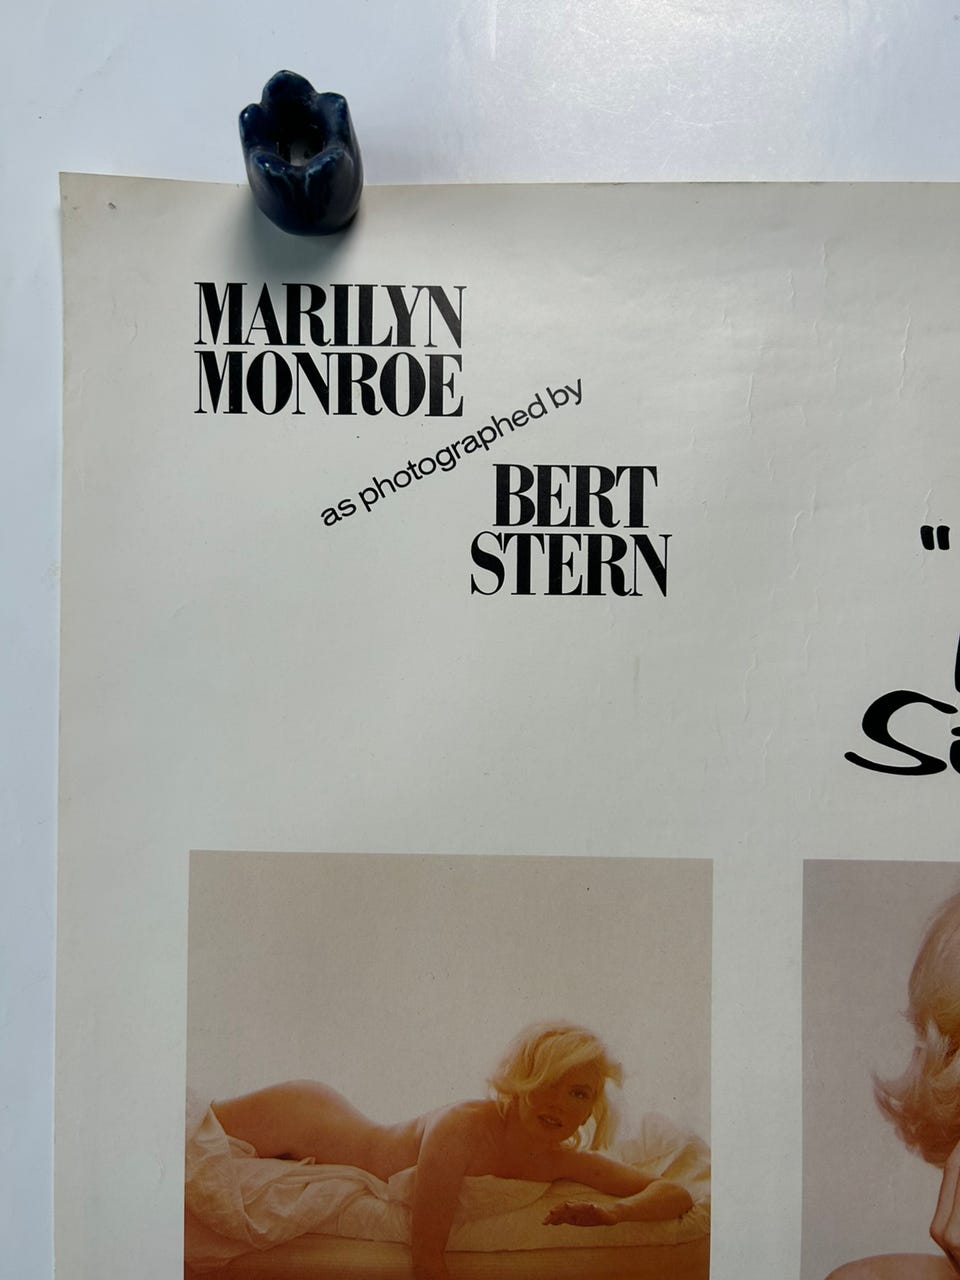 MARILYN
MONROE
as photographed by
BERT
STERN
"